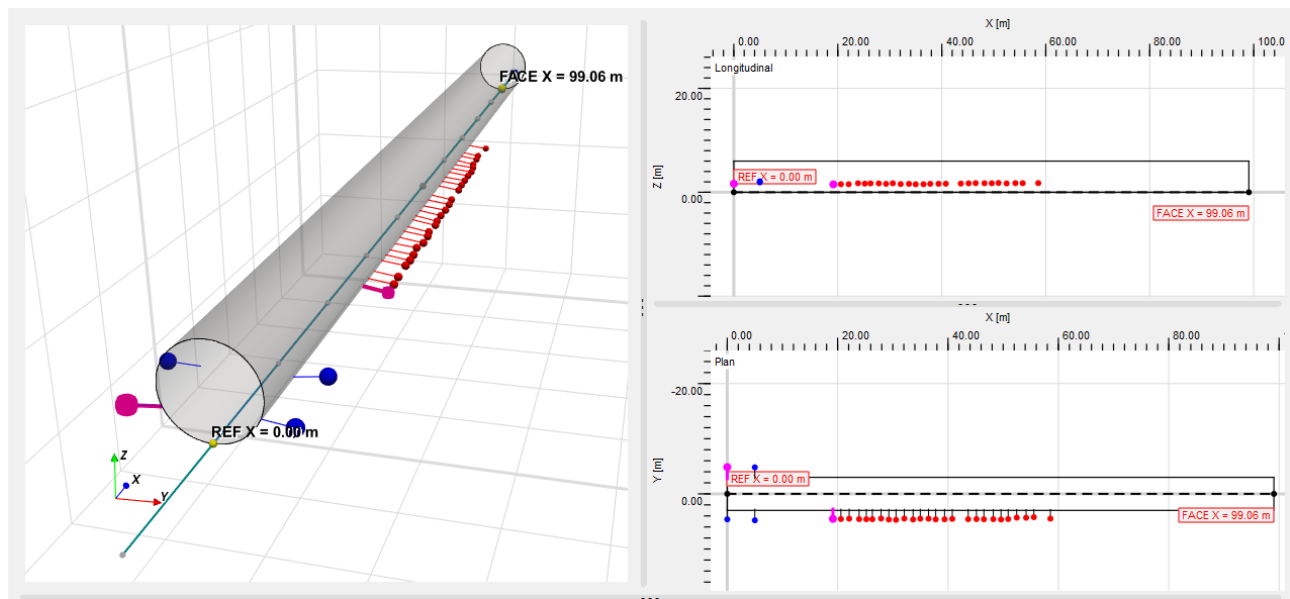 FACE X = 99.06 m
REF X = 0.00 m
Z
X
Y
X [m]
0.00 20.00 40.00 60.00 80.00 100.0
Longitudinal
20.00
Z [m]
REF X = 0.00 m
0.00
FACE X = 99.06 m
X [m]
0.00 20.00 40.00 60.00 80.00
Plan
-20.00
Y [m]
REF X = 0.00 m
0.00
FACE X = 99.06 m